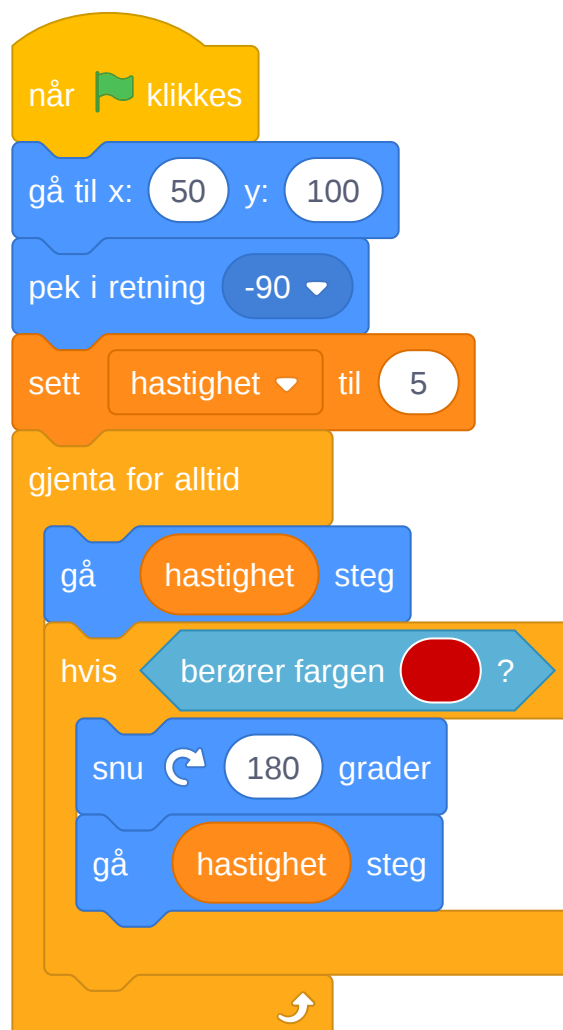 når klikkes
gå til x: 50 y: 100
pek i retning -90
sett hastighet til 5
gjenta for alltid
gå hastighet steg
hvis berører fargen ?
snu 180 grader
gå hastighet steg